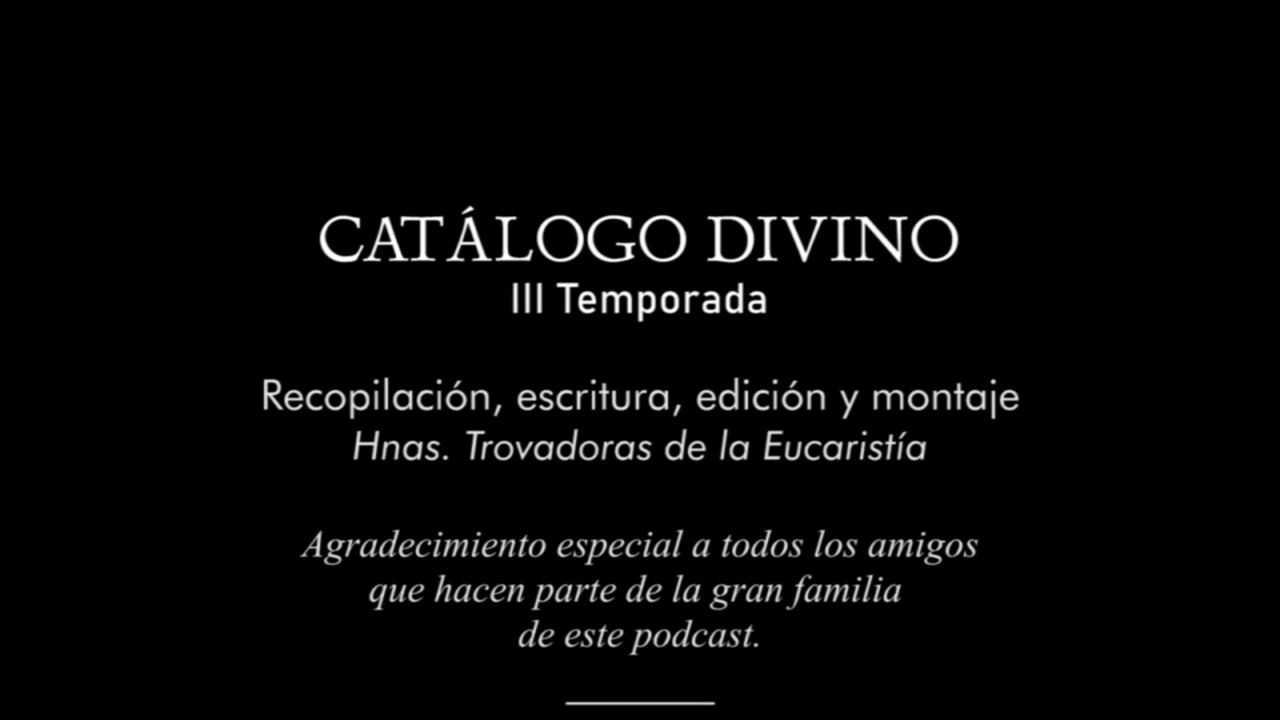 CATÁLOGO DIVINO
III Temporada
Recopilación, escritura, edición y montaje
Hnas. Trovadoras de la Eucaristía
Agradecimiento especial a todos los amigos
que hacen parte de la gran familia
de este podcast.